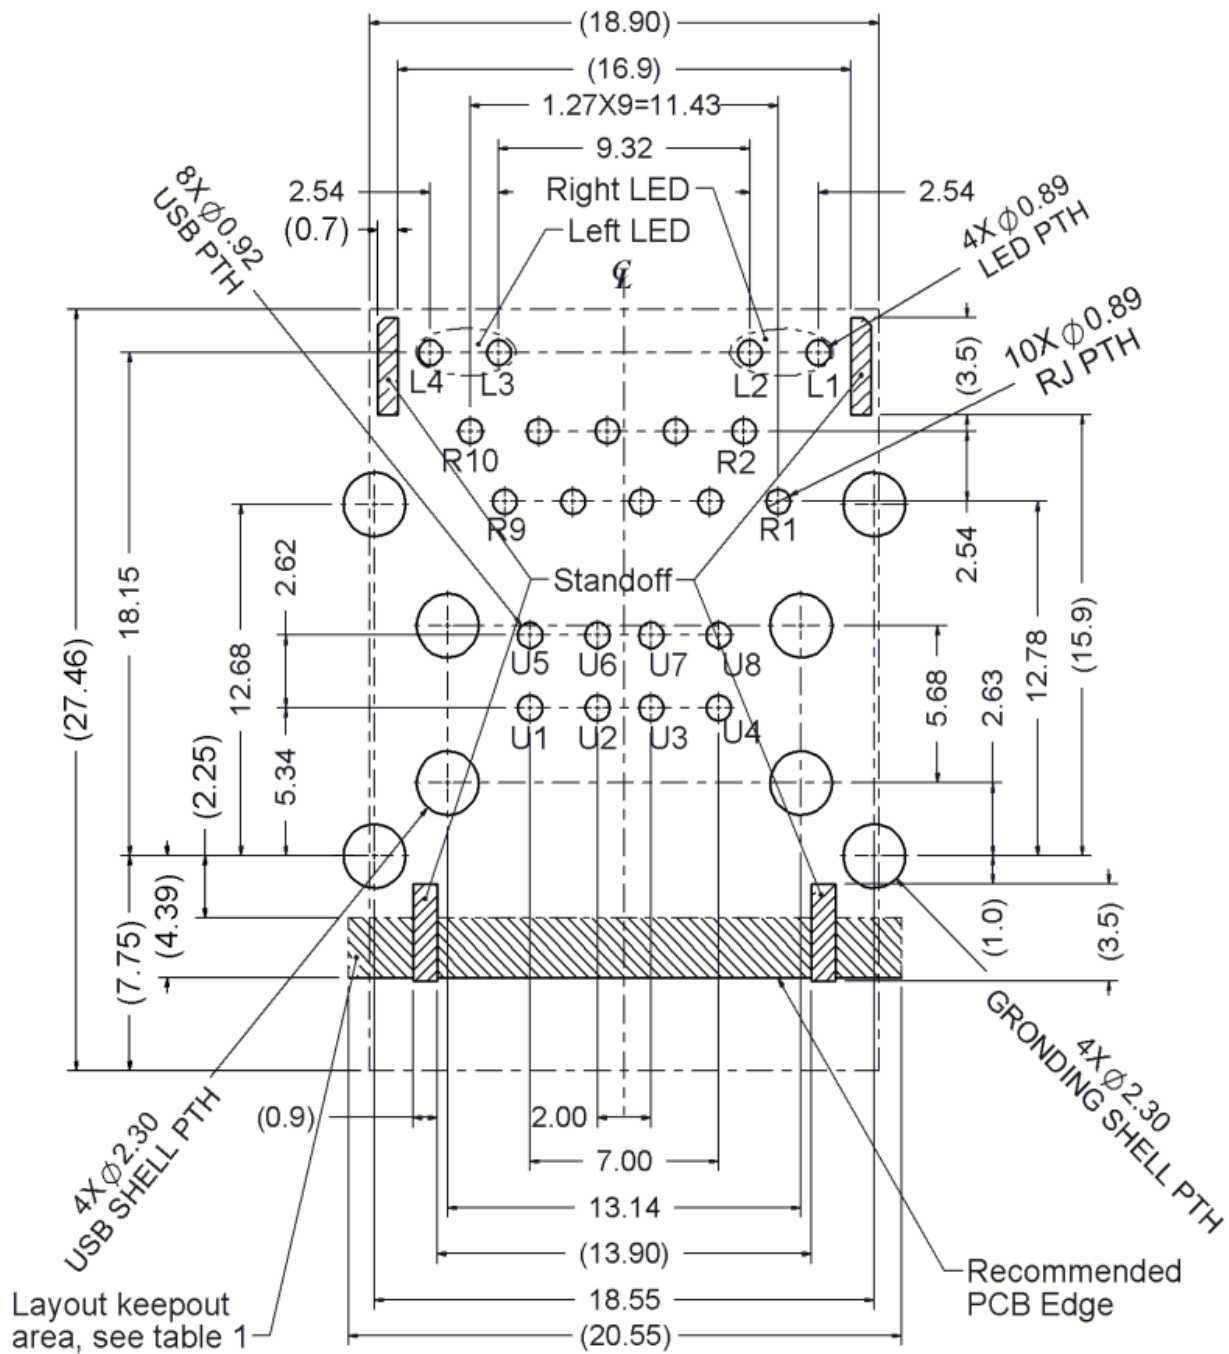 (18.90)
(16.9)
1.27X9=11.43
9.32
2.54
Right LED
2.54
(0.7)
Left LED
8X⌀0.92
USB PTH
4X⌀0.89
LED PTH
℄
10X⌀0.89
RJ PTH
(3.5)
L4
L3
L2
L1
R10
R2
R9
R1
2.54
Standoff
2.62
18.15
12.68
(27.46)
U5
U6
U7
U8
5.68
2.63
12.78
(15.9)
U1
U2
U3
U4
5.34
(2.25)
(4.39)
(7.75)
(1.0)
(3.5)
GRONDING SHELL PTH
4X⌀2.30
4X⌀2.30
USB SHELL PTH
(0.9)
2.00
7.00
13.14
(13.90)
18.55
(20.55)
Recommended
PCB Edge
Layout keepout
area, see table 1